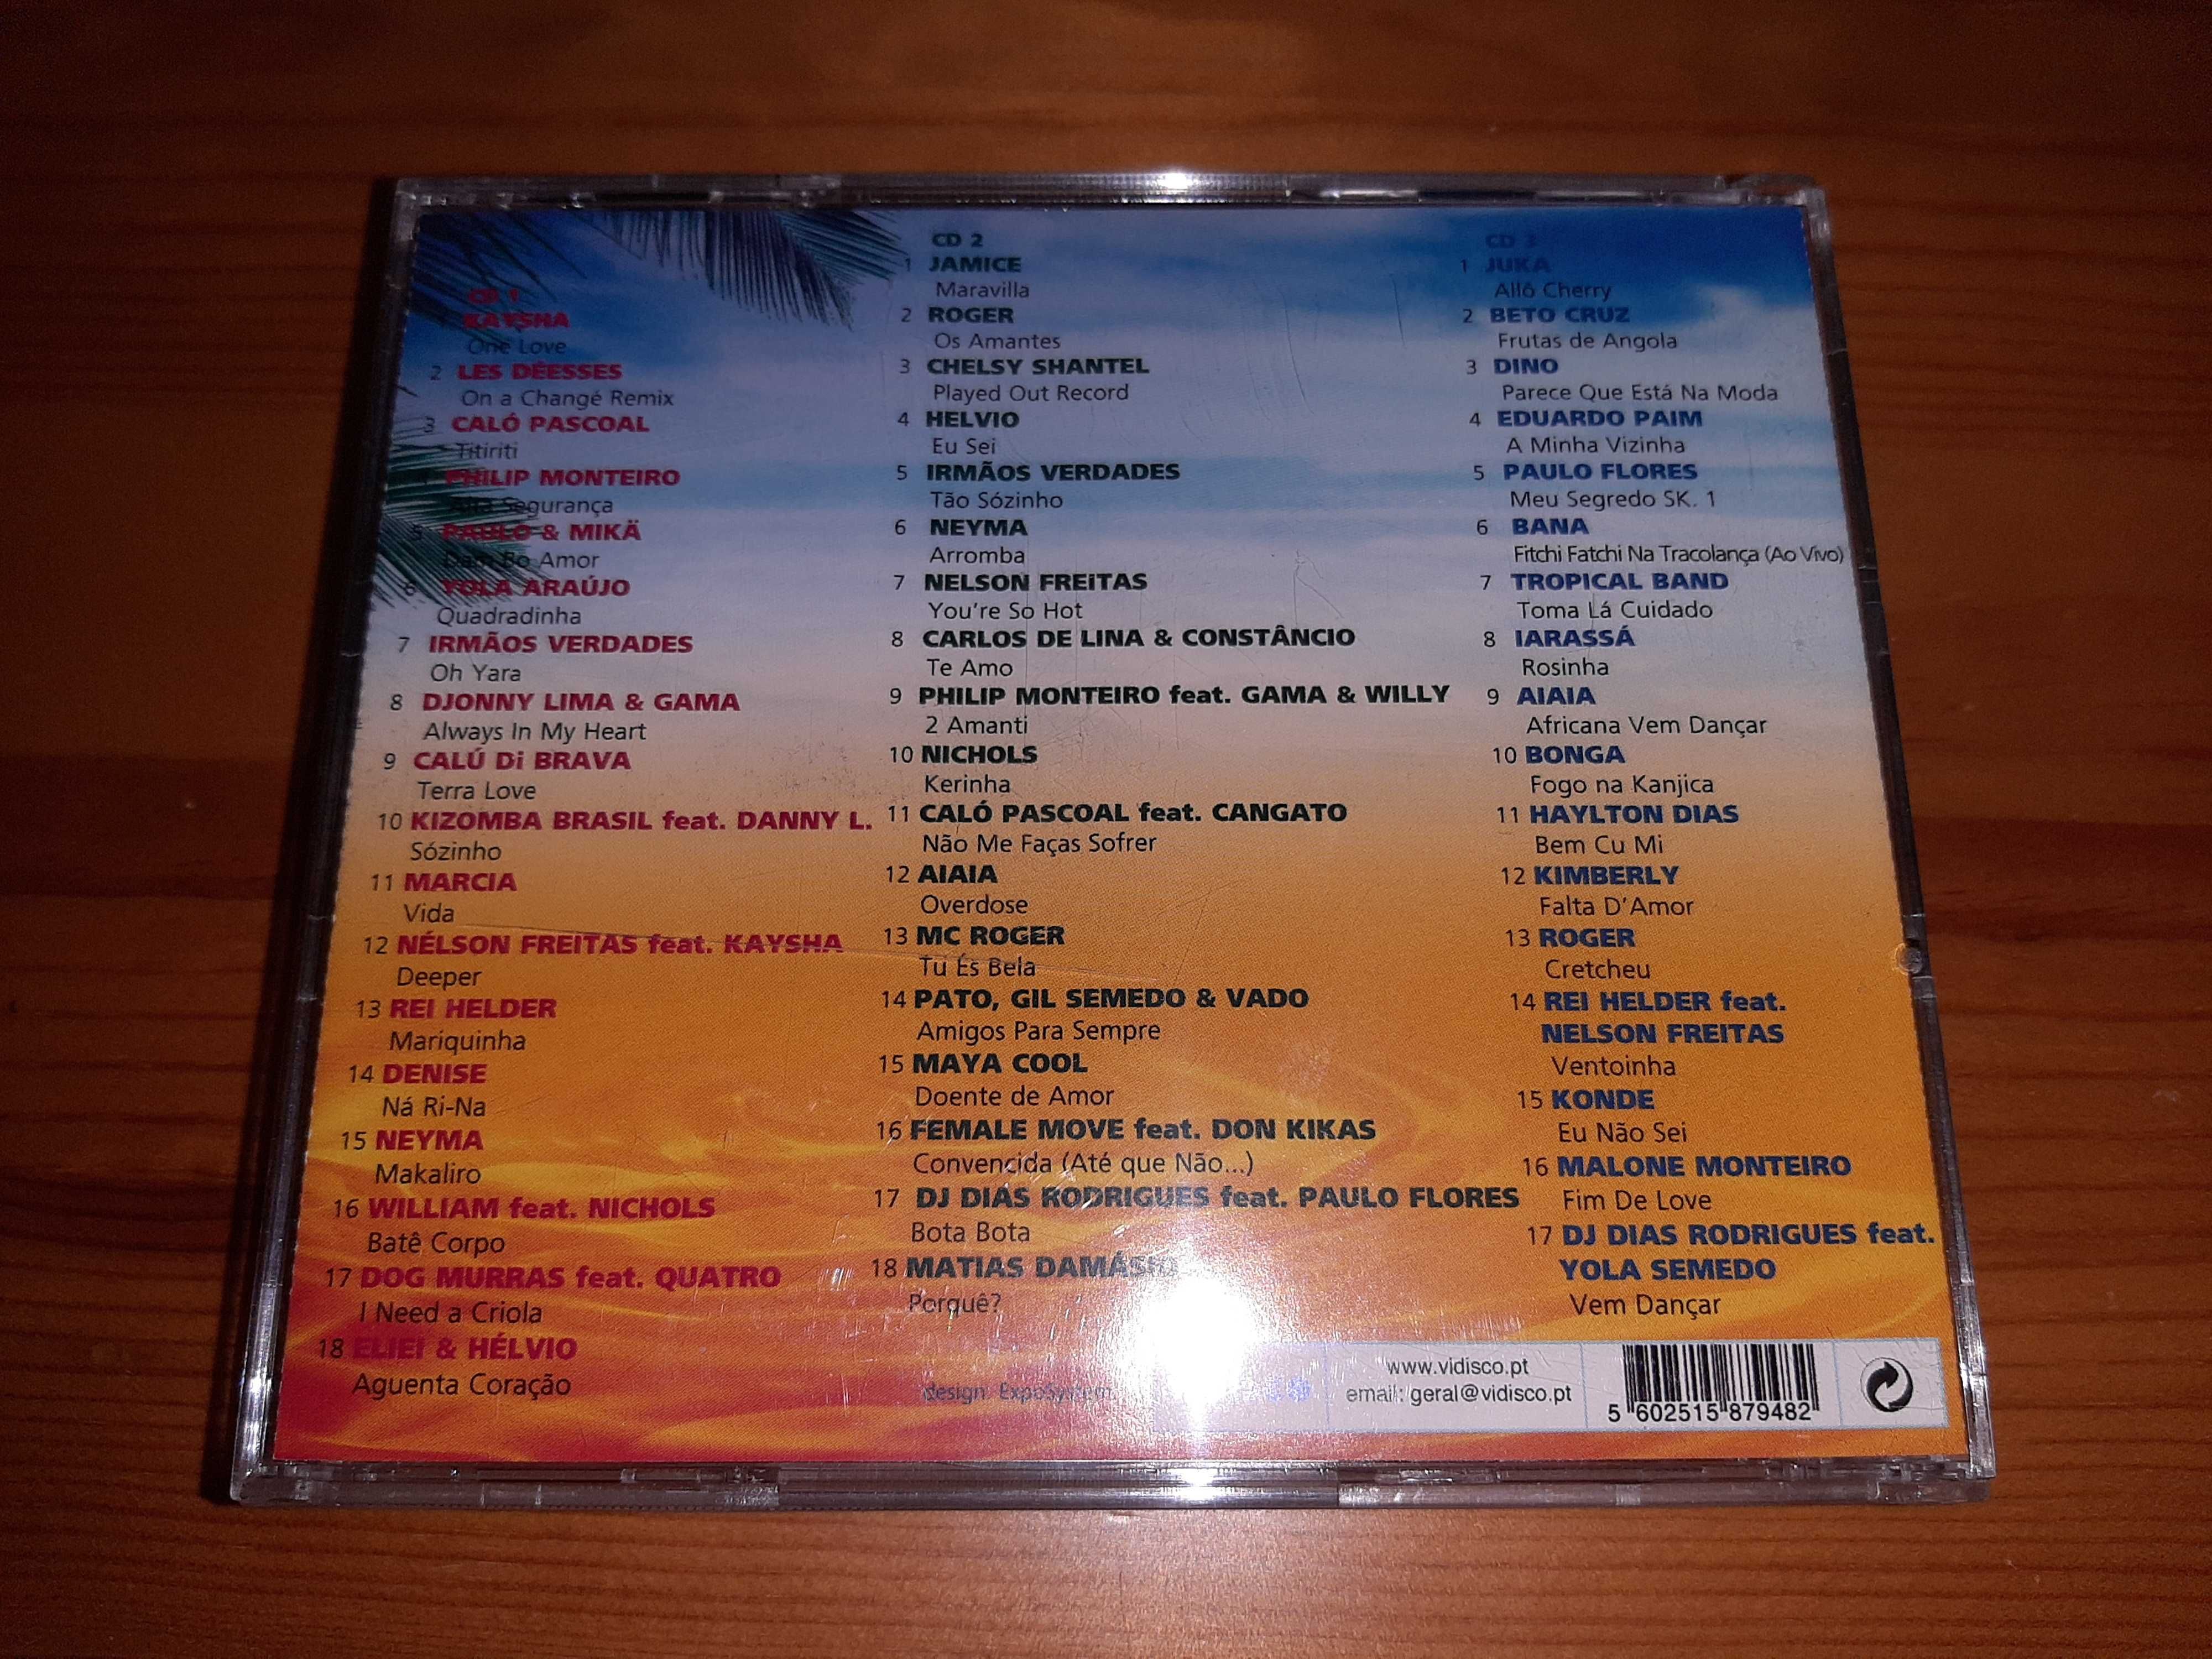 CD 1
1 KAYSHA
One Love
2 LES DÉESSES
On a Changé Remix
3 CALÓ PASCOAL
Titiriti
4 PHILIP MONTEIRO
Alta Segurança
5 PAULO & MIKÄ
Dam Bo Amor
6 YOLA ARAÚJO
Quadradinha
7 IRMÃOS VERDADES
Oh Yara
8 DJONNY LIMA & GAMA
Always In My Heart
9 CALÚ Di BRAVA
Terra Love
10 KIZOMBA BRASIL feat. DANNY L.
Sózinho
11 MARCIA
Vida
12 NÉLSON FREITAS feat. KAYSHA
Deeper
13 REI HELDER
Mariquinha
14 DENISE
Ná Ri-Na
15 NEYMA
Makaliro
16 WILLIAM feat. NICHOLS
Batê Corpo
17 DOG MURRAS feat. QUATRO
I Need a Criola
18 ELIEI & HÉLVIO
Aguenta Coração
CD 2
1 JAMICE
Maravilla
2 ROGER
Os Amantes
3 CHELSY SHANTEL
Played Out Record
4 HELVIO
Eu Sei
5 IRMÃOS VERDADES
Tão Sózinho
6 NEYMA
Arromba
7 NELSON FREiTAS
You're So Hot
8 CARLOS DE LINA & CONSTÂNCIO
Te Amo
9 PHILIP MONTEIRO feat. GAMA & WILLY
2 Amanti
10 NICHOLS
Kerinha
11 CALÓ PASCOAL feat. CANGATO
Não Me Faças Sofrer
12 AIAIA
Overdose
13 MC ROGER
Tu És Bela
14 PATO, GIL SEMEDO & VADO
Amigos Para Sempre
15 MAYA COOL
Doente de Amor
16 FEMALE MOVE feat. DON KIKAS
Convencida (Até que Não...)
17 DJ DIAS RODRIGUES feat. PAULO FLORES
Bota Bota
18 MATIAS DAMÁSIO
Porquê?
CD 3
1 JUKA
Allô Cherry
2 BETO CRUZ
Frutas de Angola
3 DINO
Parece Que Está Na Moda
4 EDUARDO PAIM
A Minha Vizinha
5 PAULO FLORES
Meu Segredo SK. 1
6 BANA
Fitchi Fatchi Na Tracolança (Ao Vivo)
7 TROPICAL BAND
Toma Lá Cuidado
8 IARASSÁ
Rosinha
9 AIAIA
Africana Vem Dançar
10 BONGA
Fogo na Kanjica
11 HAYLTON DIAS
Bem Cu Mi
12 KIMBERLY
Falta D'Amor
13 ROGER
Cretcheu
14 REI HELDER feat.
NELSON FREITAS
Ventoinha
15 KONDE
Eu Não Sei
16 MALONE MONTEIRO
Fim De Love
17 DJ DIAS RODRIGUES feat.
YOLA SEMEDO
Vem Dançar
design ExpoSystem
www.vidisco.pt
email: geral@vidisco.pt
5 602515 879482